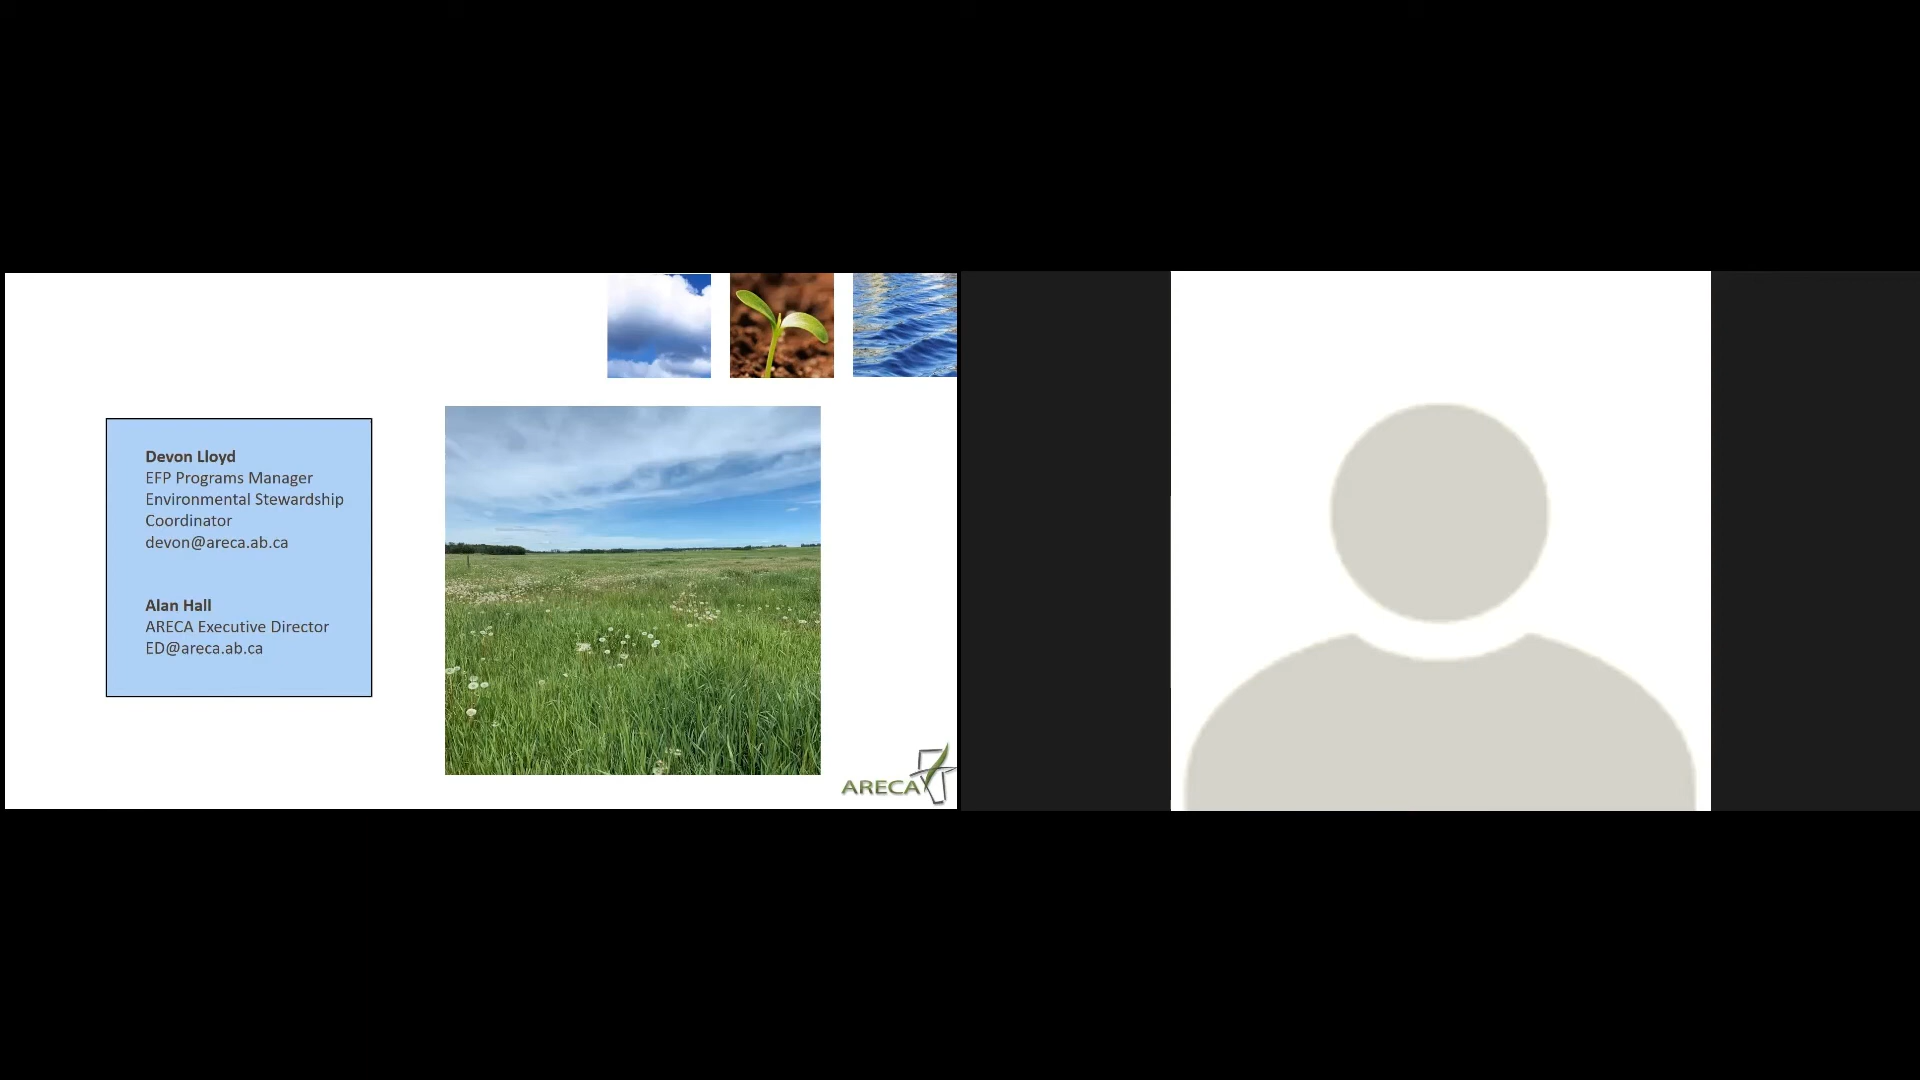 Devon Lloyd
EFP Programs Manager
Environmental Stewardship
Coordinator
devon@areca.ab.ca
Alan Hall
ARECA Executive Director
ED@areca.ab.ca
ARECA